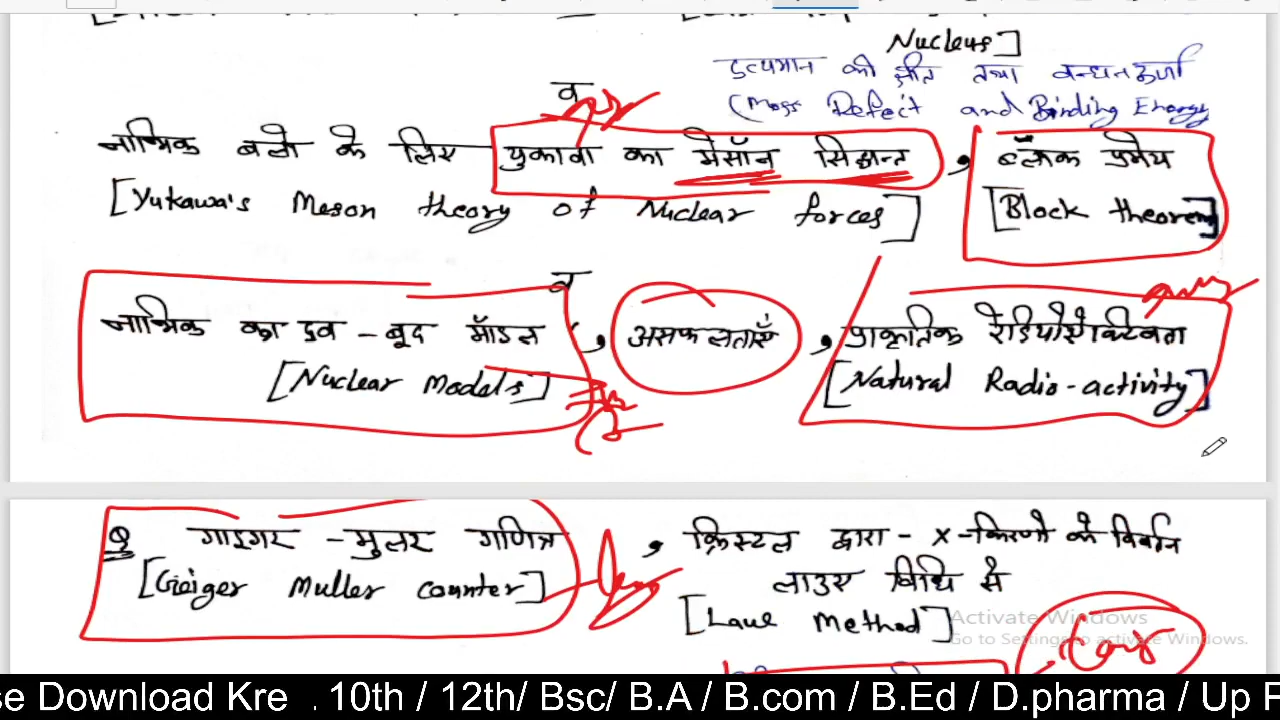 Nucleus]
द्रव्यमान की क्षति तथा बन्धन ऊर्जा
(Mass Defect and Binding Energy
व
नाभिक बलो के लिए युकावा का मेसॉन सिद्धान्त , ब्लॉक प्रमेय
[Yukawa's Meson theory of Nuclear forces] [Block theorem]
व
नाभिक का द्रव - बूद मॉडल , असफलताएँ , प्राकृतिक रेडियोऐक्टिवता
[Nuclear Models] [Natural Radio-activity]
Q गाइगर - मुलर गणित्र , क्रिस्टल द्वारा - X-किरणो के विवर्तन
[Geiger Muller counter] लाउए विधि से
[Laue Method]
Activate Windows
Go to Settings to activate Windows.
se Download Kre . 10th / 12th/ Bsc/ B.A / B.com / B.Ed / D.pharma / Up F